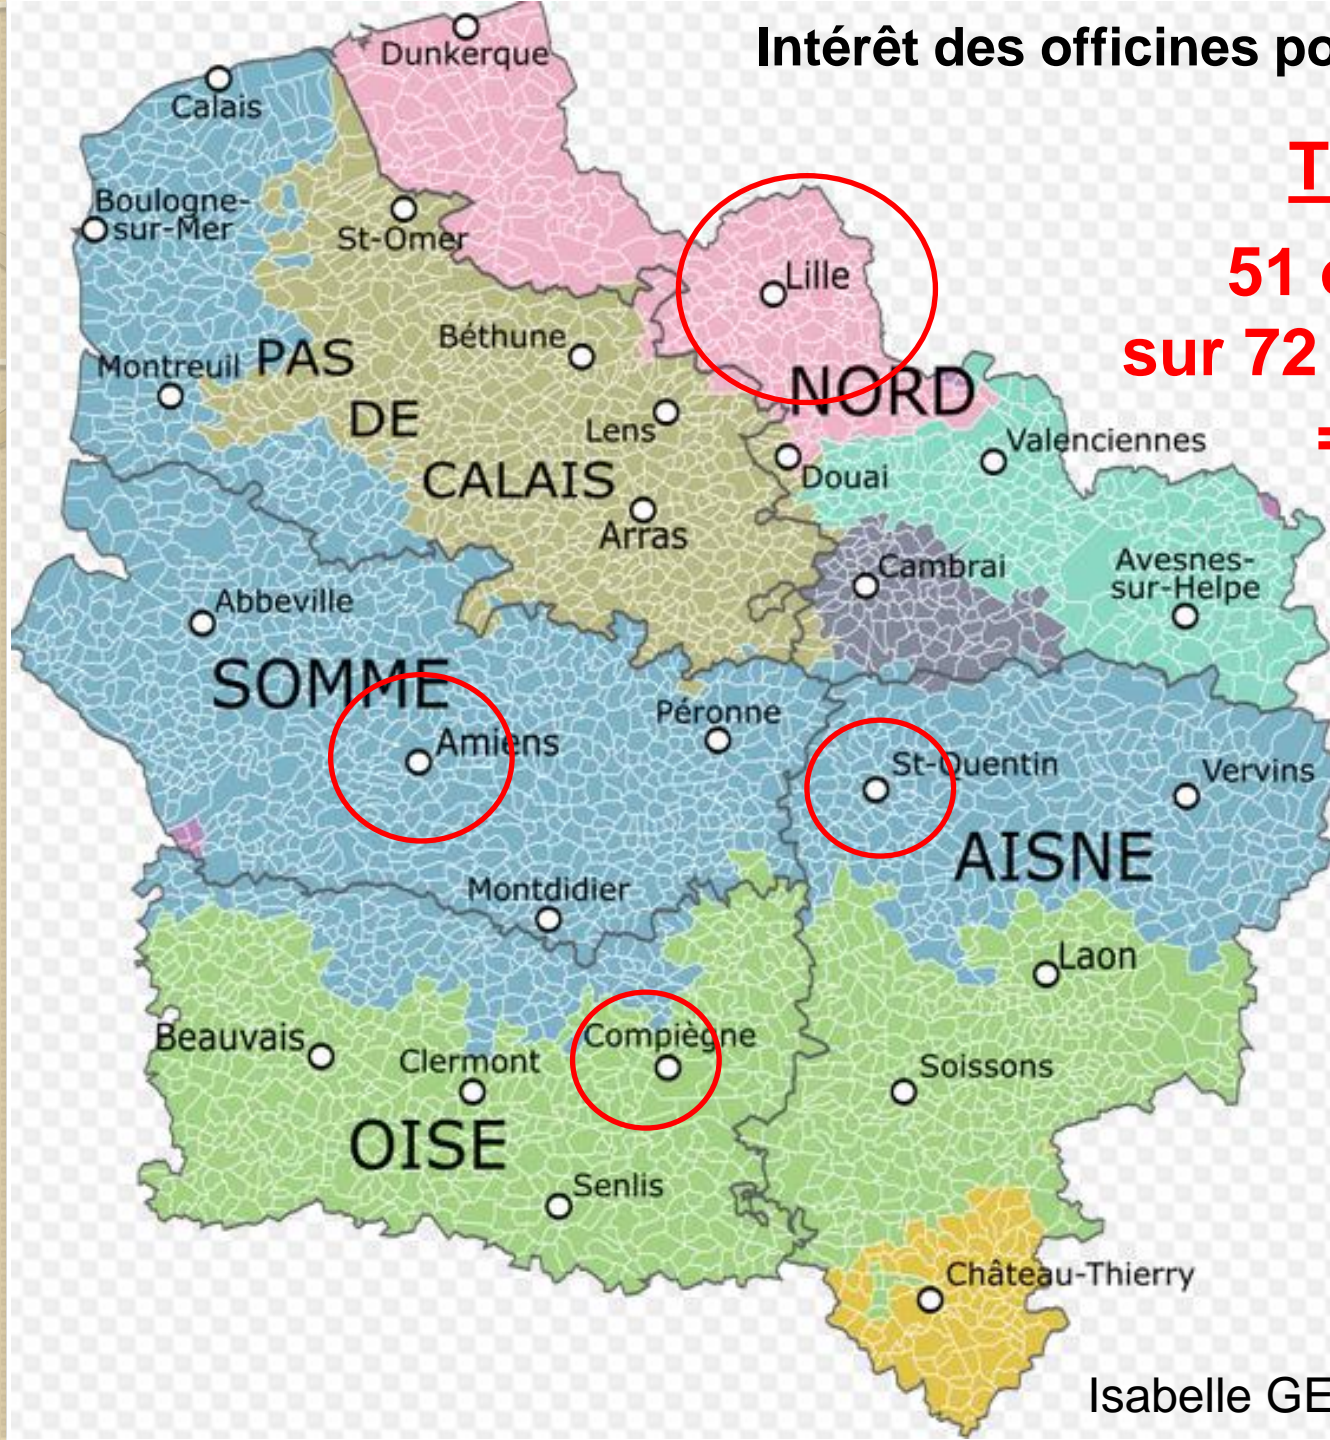 Intérêt des officines po
T
51
sur 72
=
Dunkerque
Calais
Boulogne-
sur-Mer
St-Omer
Lille
Béthune
Montreuil
PAS
DE
CALAIS
NORD
Lens
Douai
Valenciennes
Arras
Cambrai
Avesnes-
sur-Helpe
Abbeville
SOMME
Amiens
Péronne
St-Quentin
Vervins
AISNE
Montdidier
Laon
Beauvais
Clermont
Compiègne
Soissons
OISE
Senlis
Château-Thierry
Isabelle GE